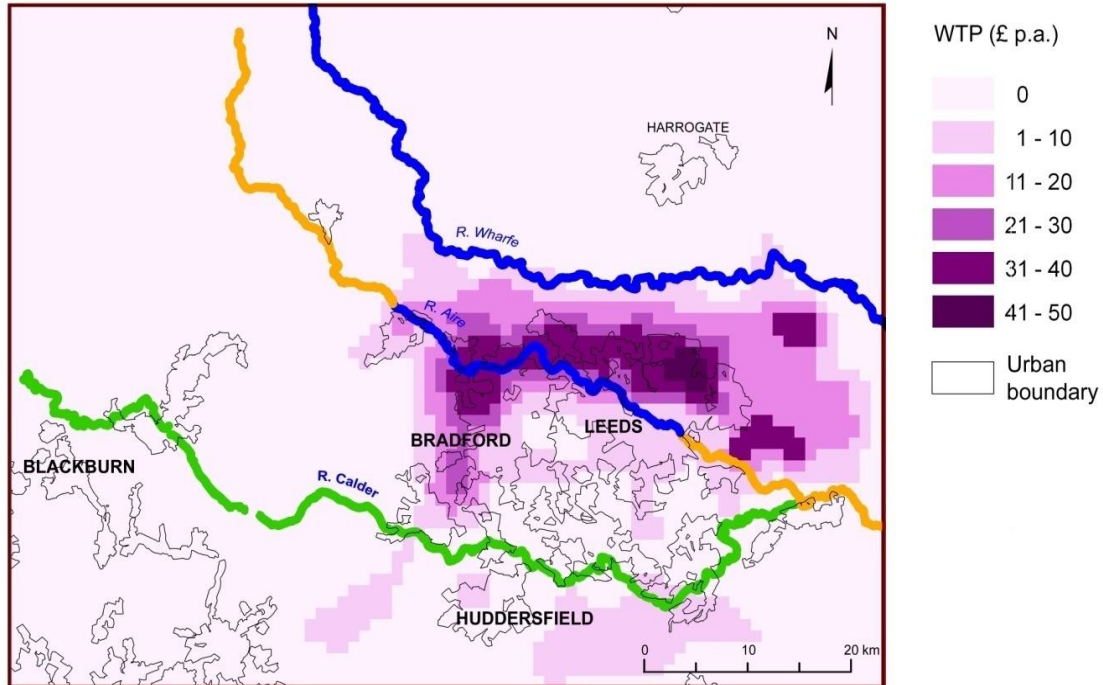 N
HARROGATE
R. Wharfe
R. Aire
BRADFORD
LEEDS
BLACKBURN
R. Calder
HUDDERSFIELD
0 10 20 km
WTP (£ p.a.)
0
1 - 10
11 - 20
21 - 30
31 - 40
41 - 50
Urban
boundary